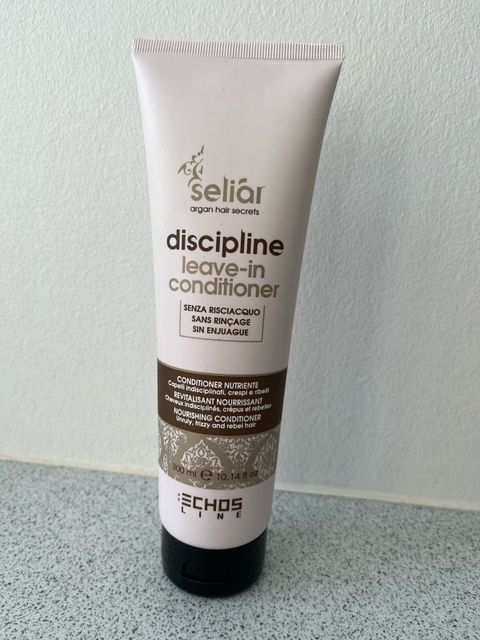 seliár
argan hair secrets
discipline
leave-in
conditioner
SENZA RISCIACQUO
SANS RINÇAGE
SIN ENJUAGUE
CONDITIONER NUTRIENTE
Capelli indisciplinati, crespi e ribelli
REVITALISANT NOURRISSANT
Cheveux indisciplinés, crépus et rebelles
NOURISHING CONDITIONER
Unruly, frizzy and rebel hair
300 ml ℮ 10.14 fl oz
:ECHOS
LINE